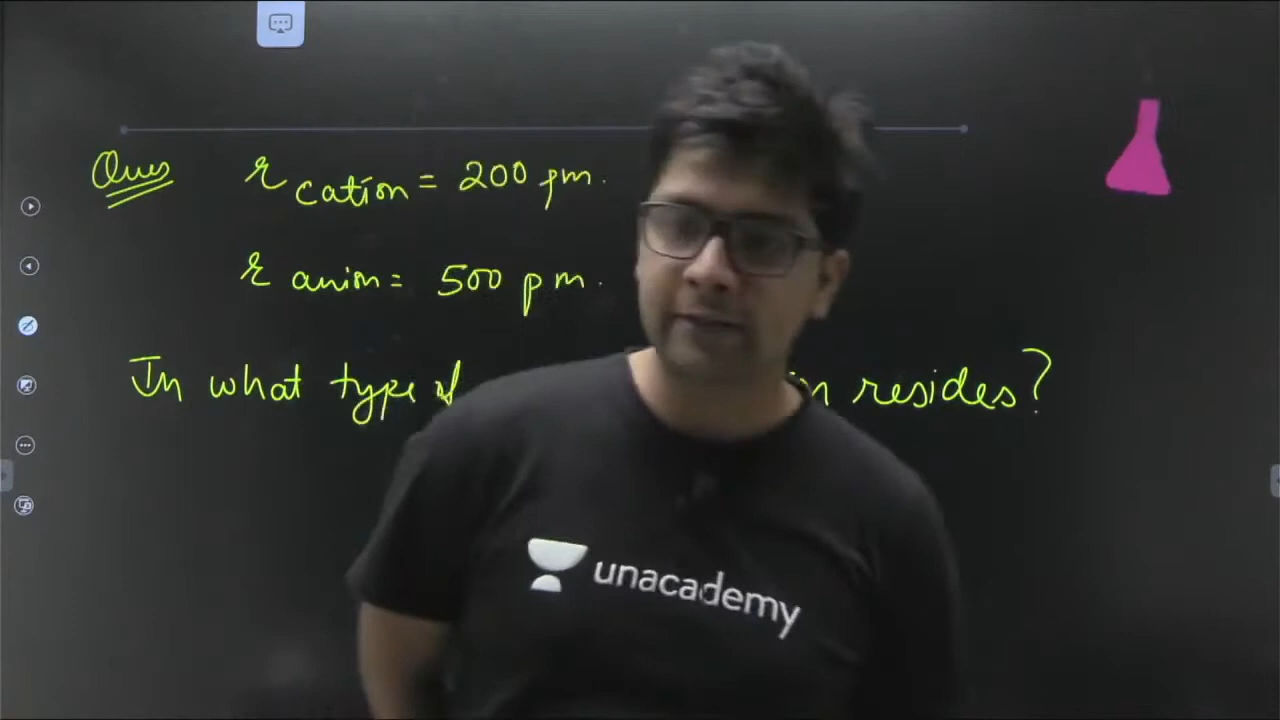 Ques r cation = 200 pm.
r anion = 500 pm.
In what type of resides?
unacademy